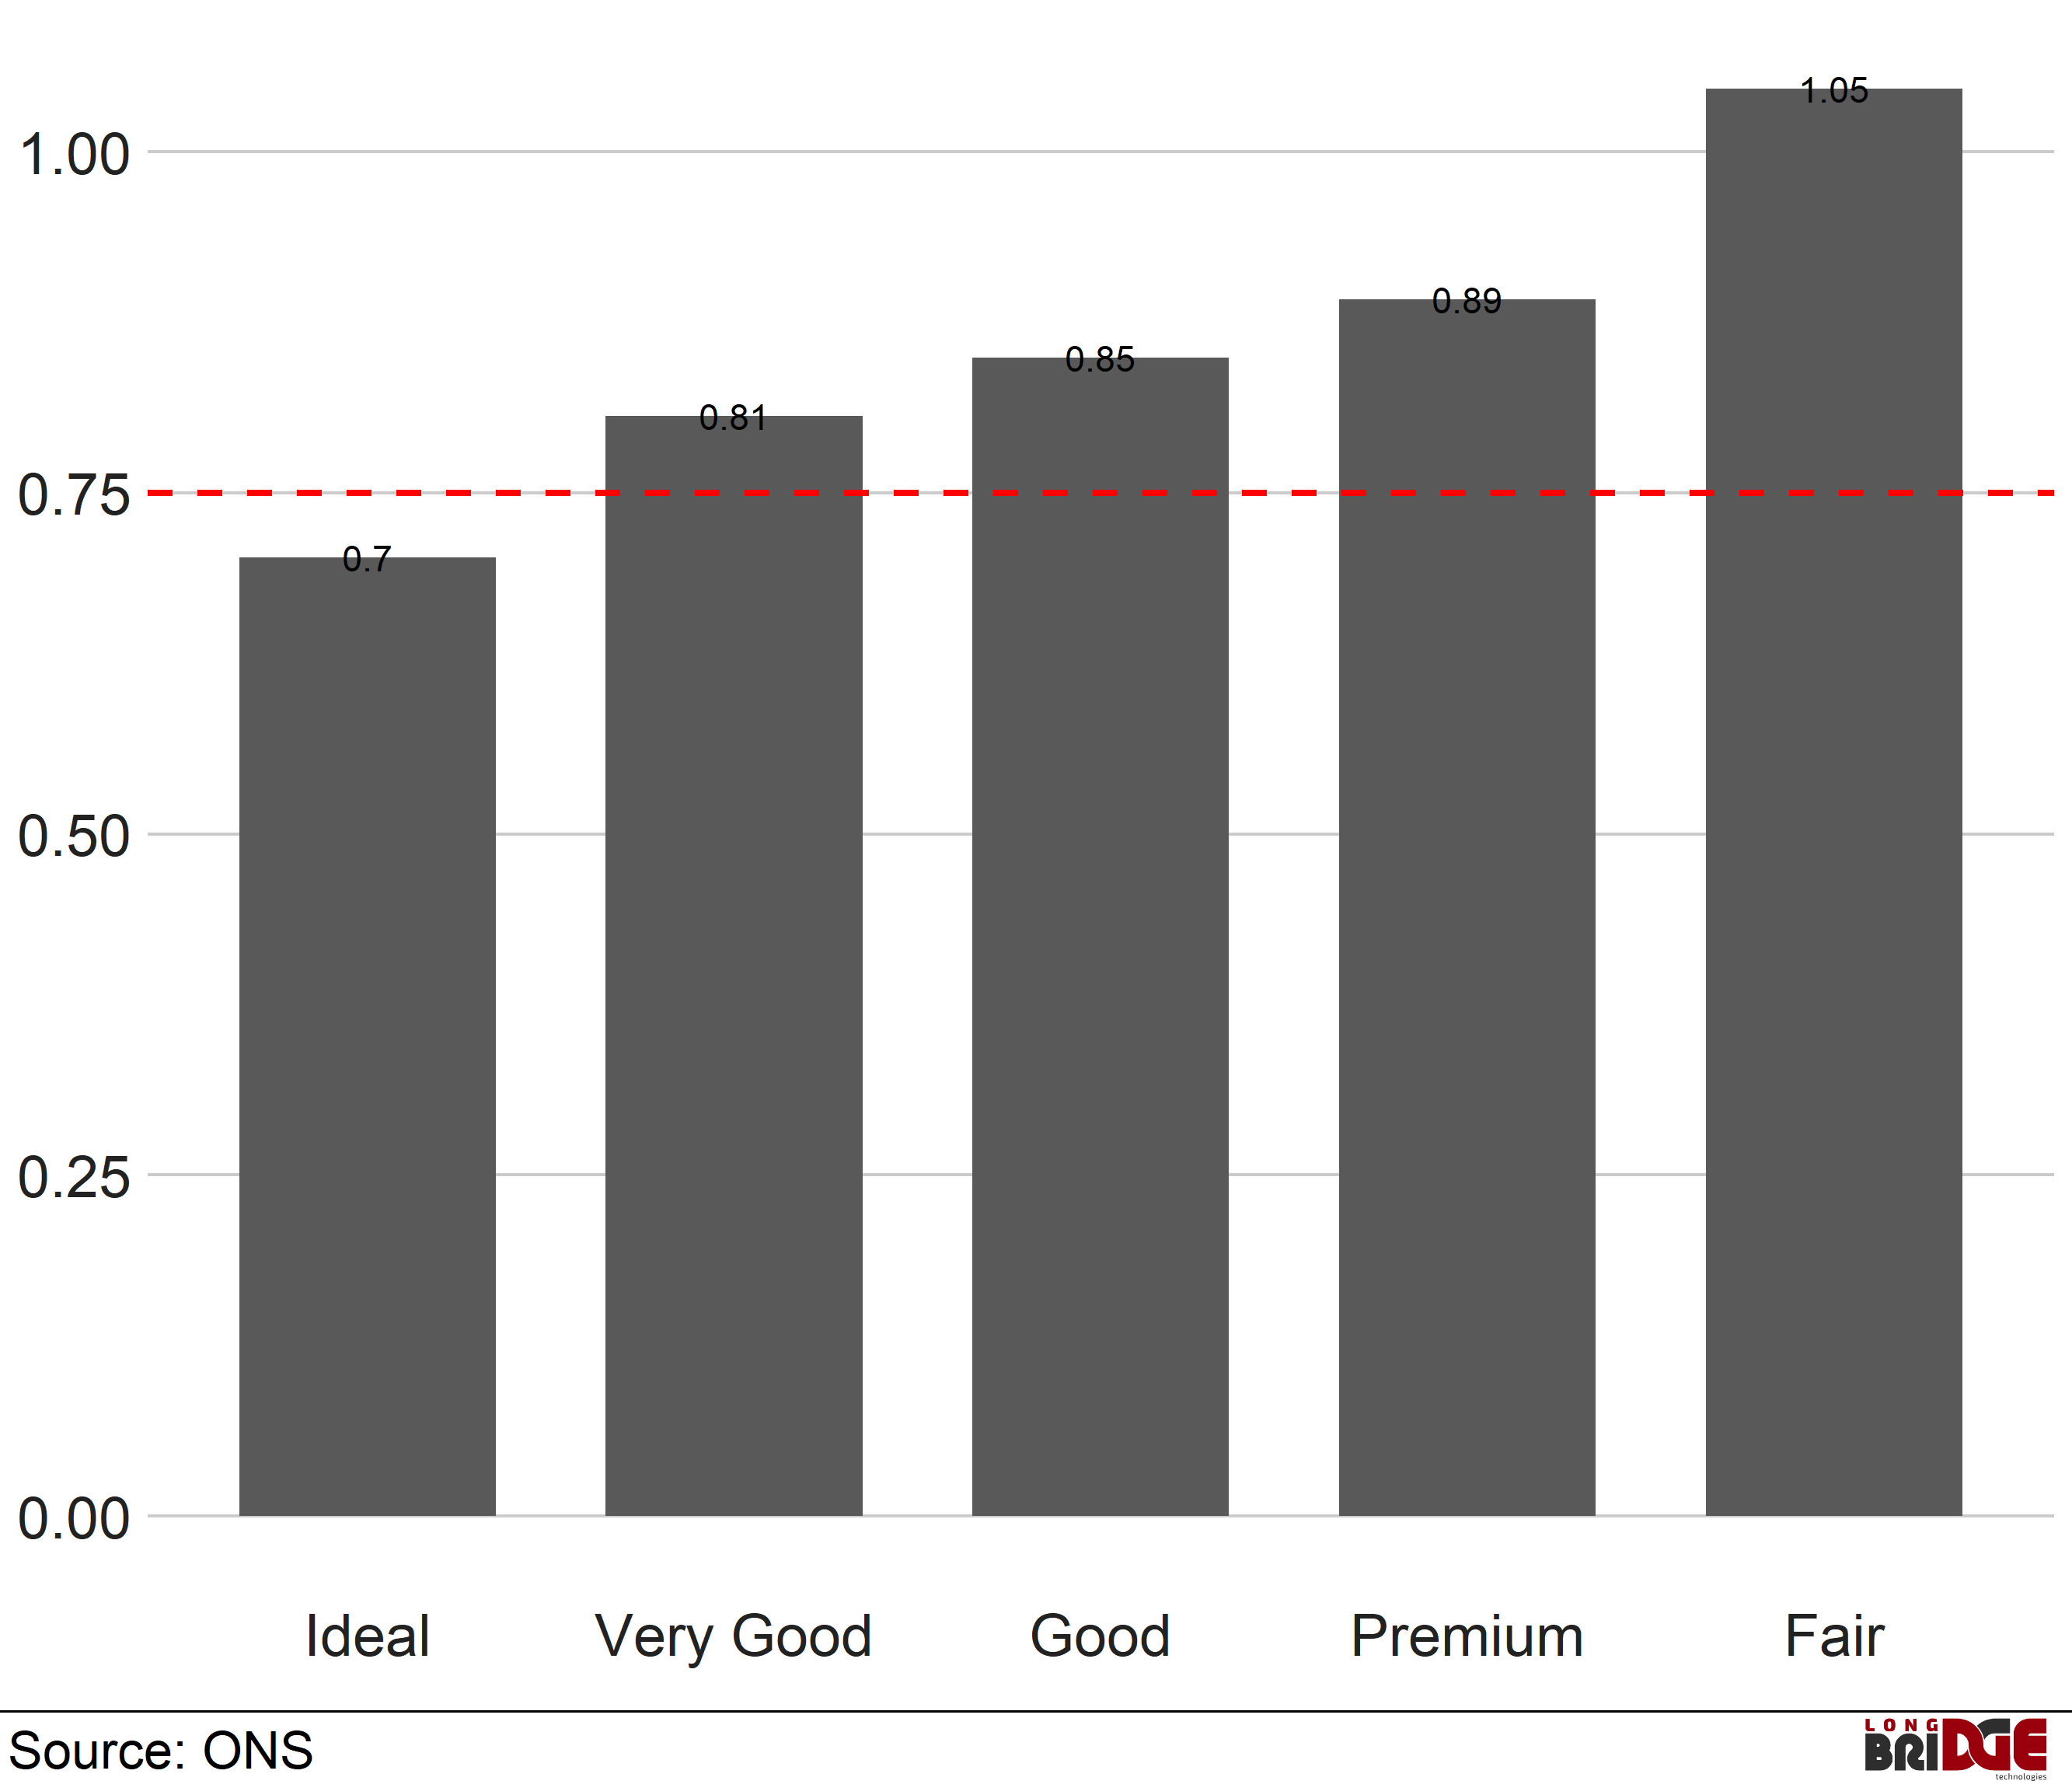 1.05
1.00
0.89
0.85
0.81
0.75
0.7
0.50
0.25
0.00
Ideal Very Good Good Premium Fair
Source: ONS
LONG
BRIDGE
technologies